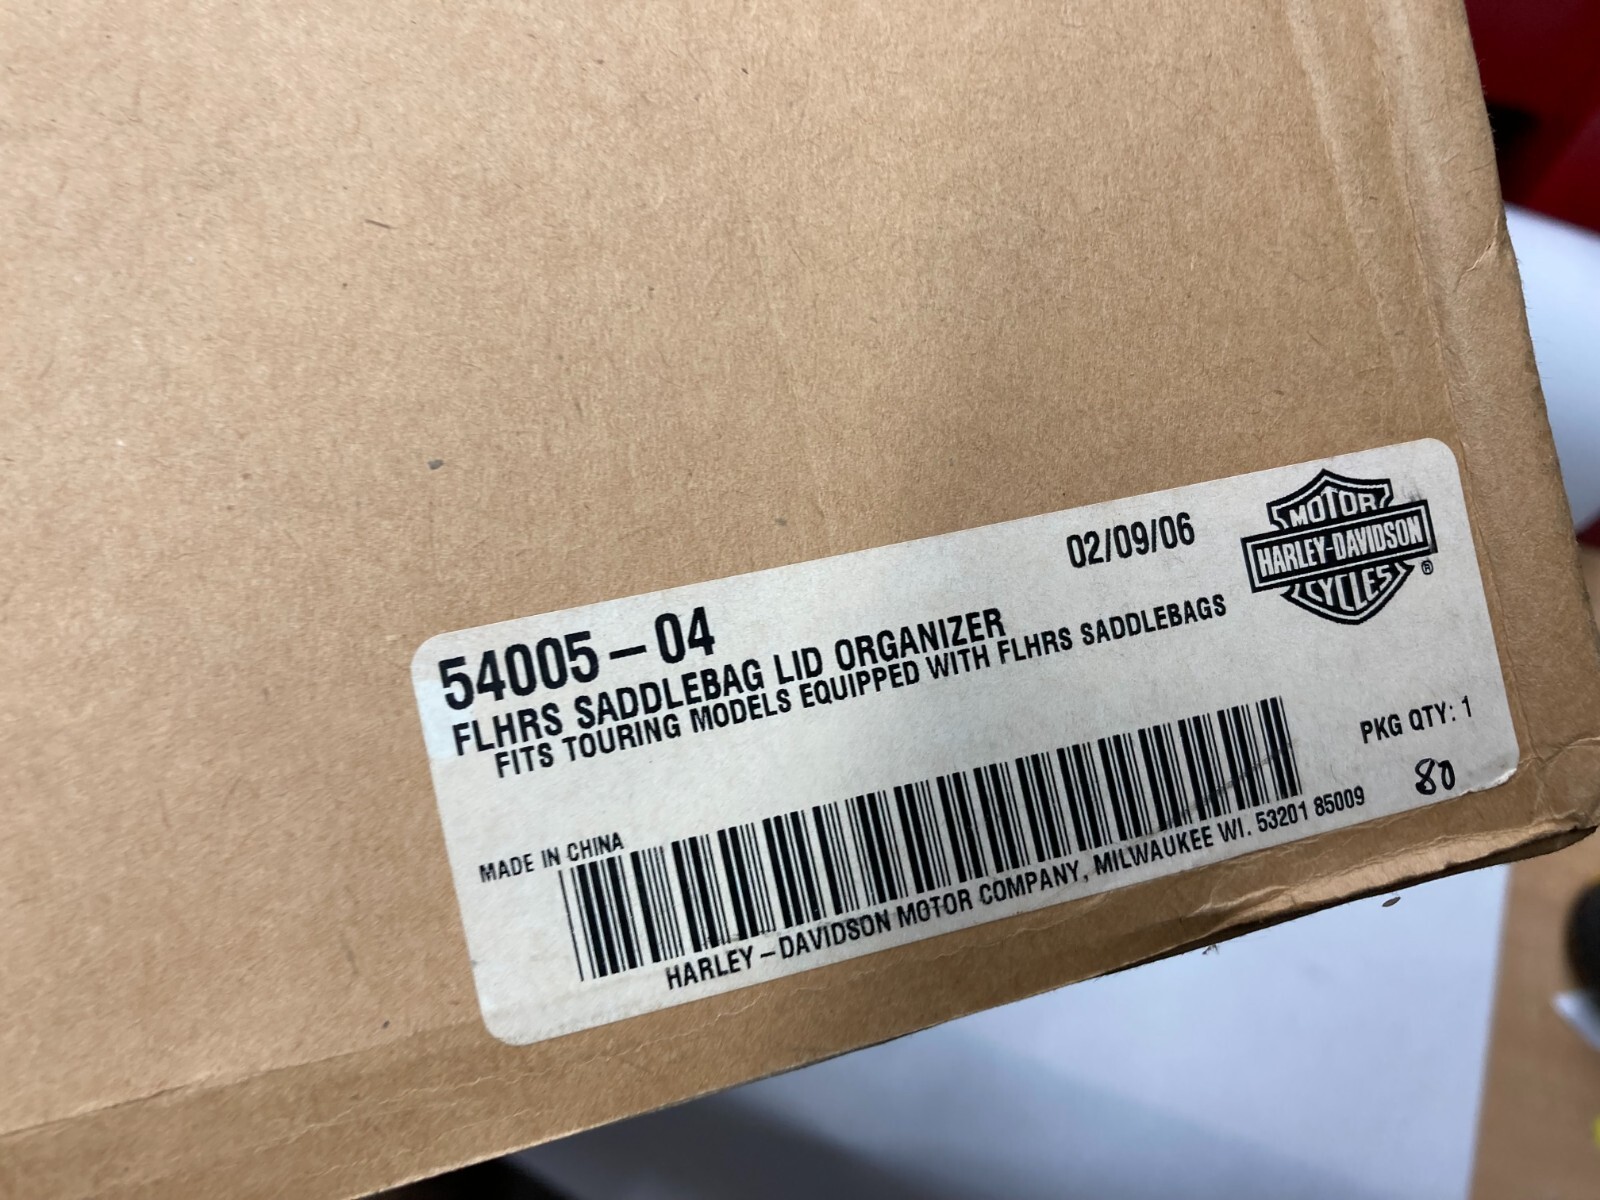 02/09/06
MOTOR
HARLEY-DAVIDSON
CYCLES
®
54005-04
FLHRS SADDLEBAG LID ORGANIZER
FITS TOURING MODELS EQUIPPED WITH FLHRS SADDLEBAGS
PKG QTY: 1
80
MADE IN CHINA
HARLEY-DAVIDSON MOTOR COMPANY, MILWAUKEE WI. 53201 85009